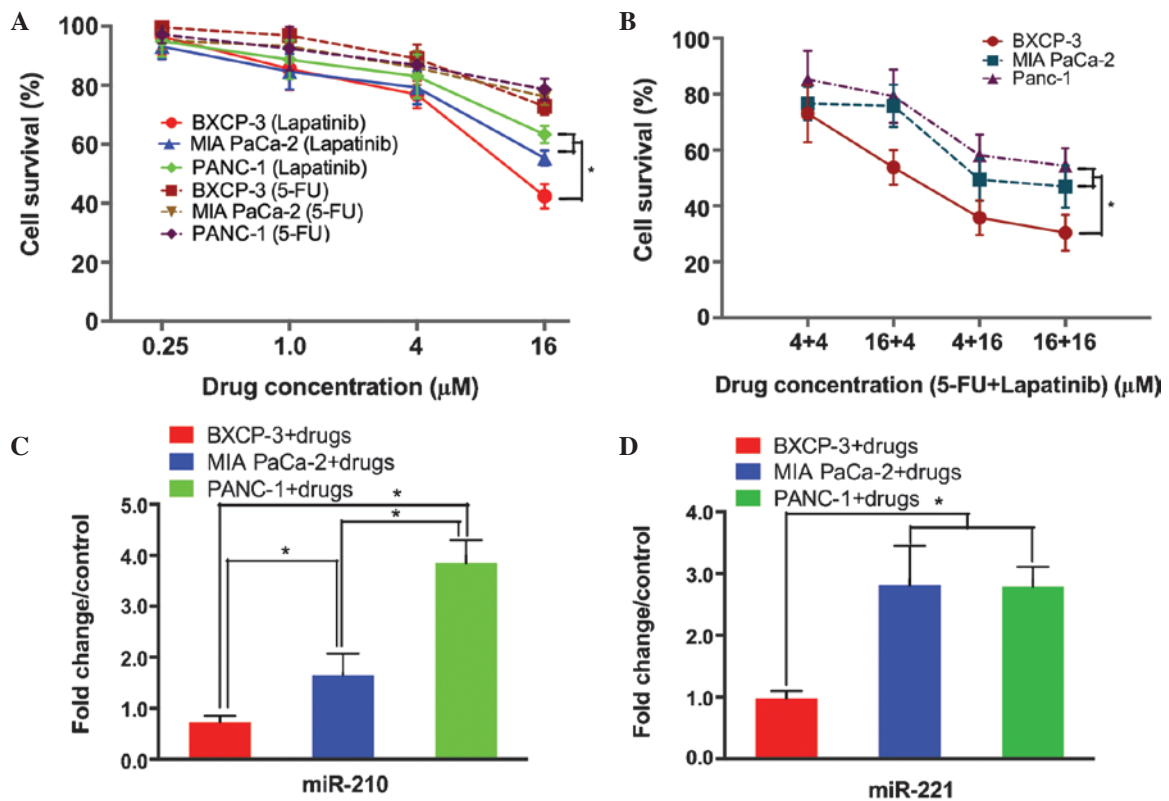 A
Cell survival (%)
100
80
60
40
20
0
BXCP-3 (Lapatinib)
MIA PaCa-2 (Lapatinib)
PANC-1 (Lapatinib)
BXCP-3 (5-FU)
MIA PaCa-2 (5-FU)
PANC-1 (5-FU)
*
0.25 1.0 4 16
Drug concentration (μM)
B
Cell survival (%)
100
80
60
40
20
0
BXCP-3
MIA PaCa-2
Panc-1
*
4+4 16+4 4+16 16+16
Drug concentration (5-FU+Lapatinib) (μM)
C
BXCP-3+drugs
MIA PaCa-2+drugs
PANC-1+drugs
Fold change/control
5.0
4.0
3.0
2.0
1.0
0.0
*
*
*
miR-210
D
BXCP-3+drugs
MIA PaCa-2+drugs
PANC-1+drugs
Fold change/control
4.0
3.0
2.0
1.0
0.0
*
miR-221